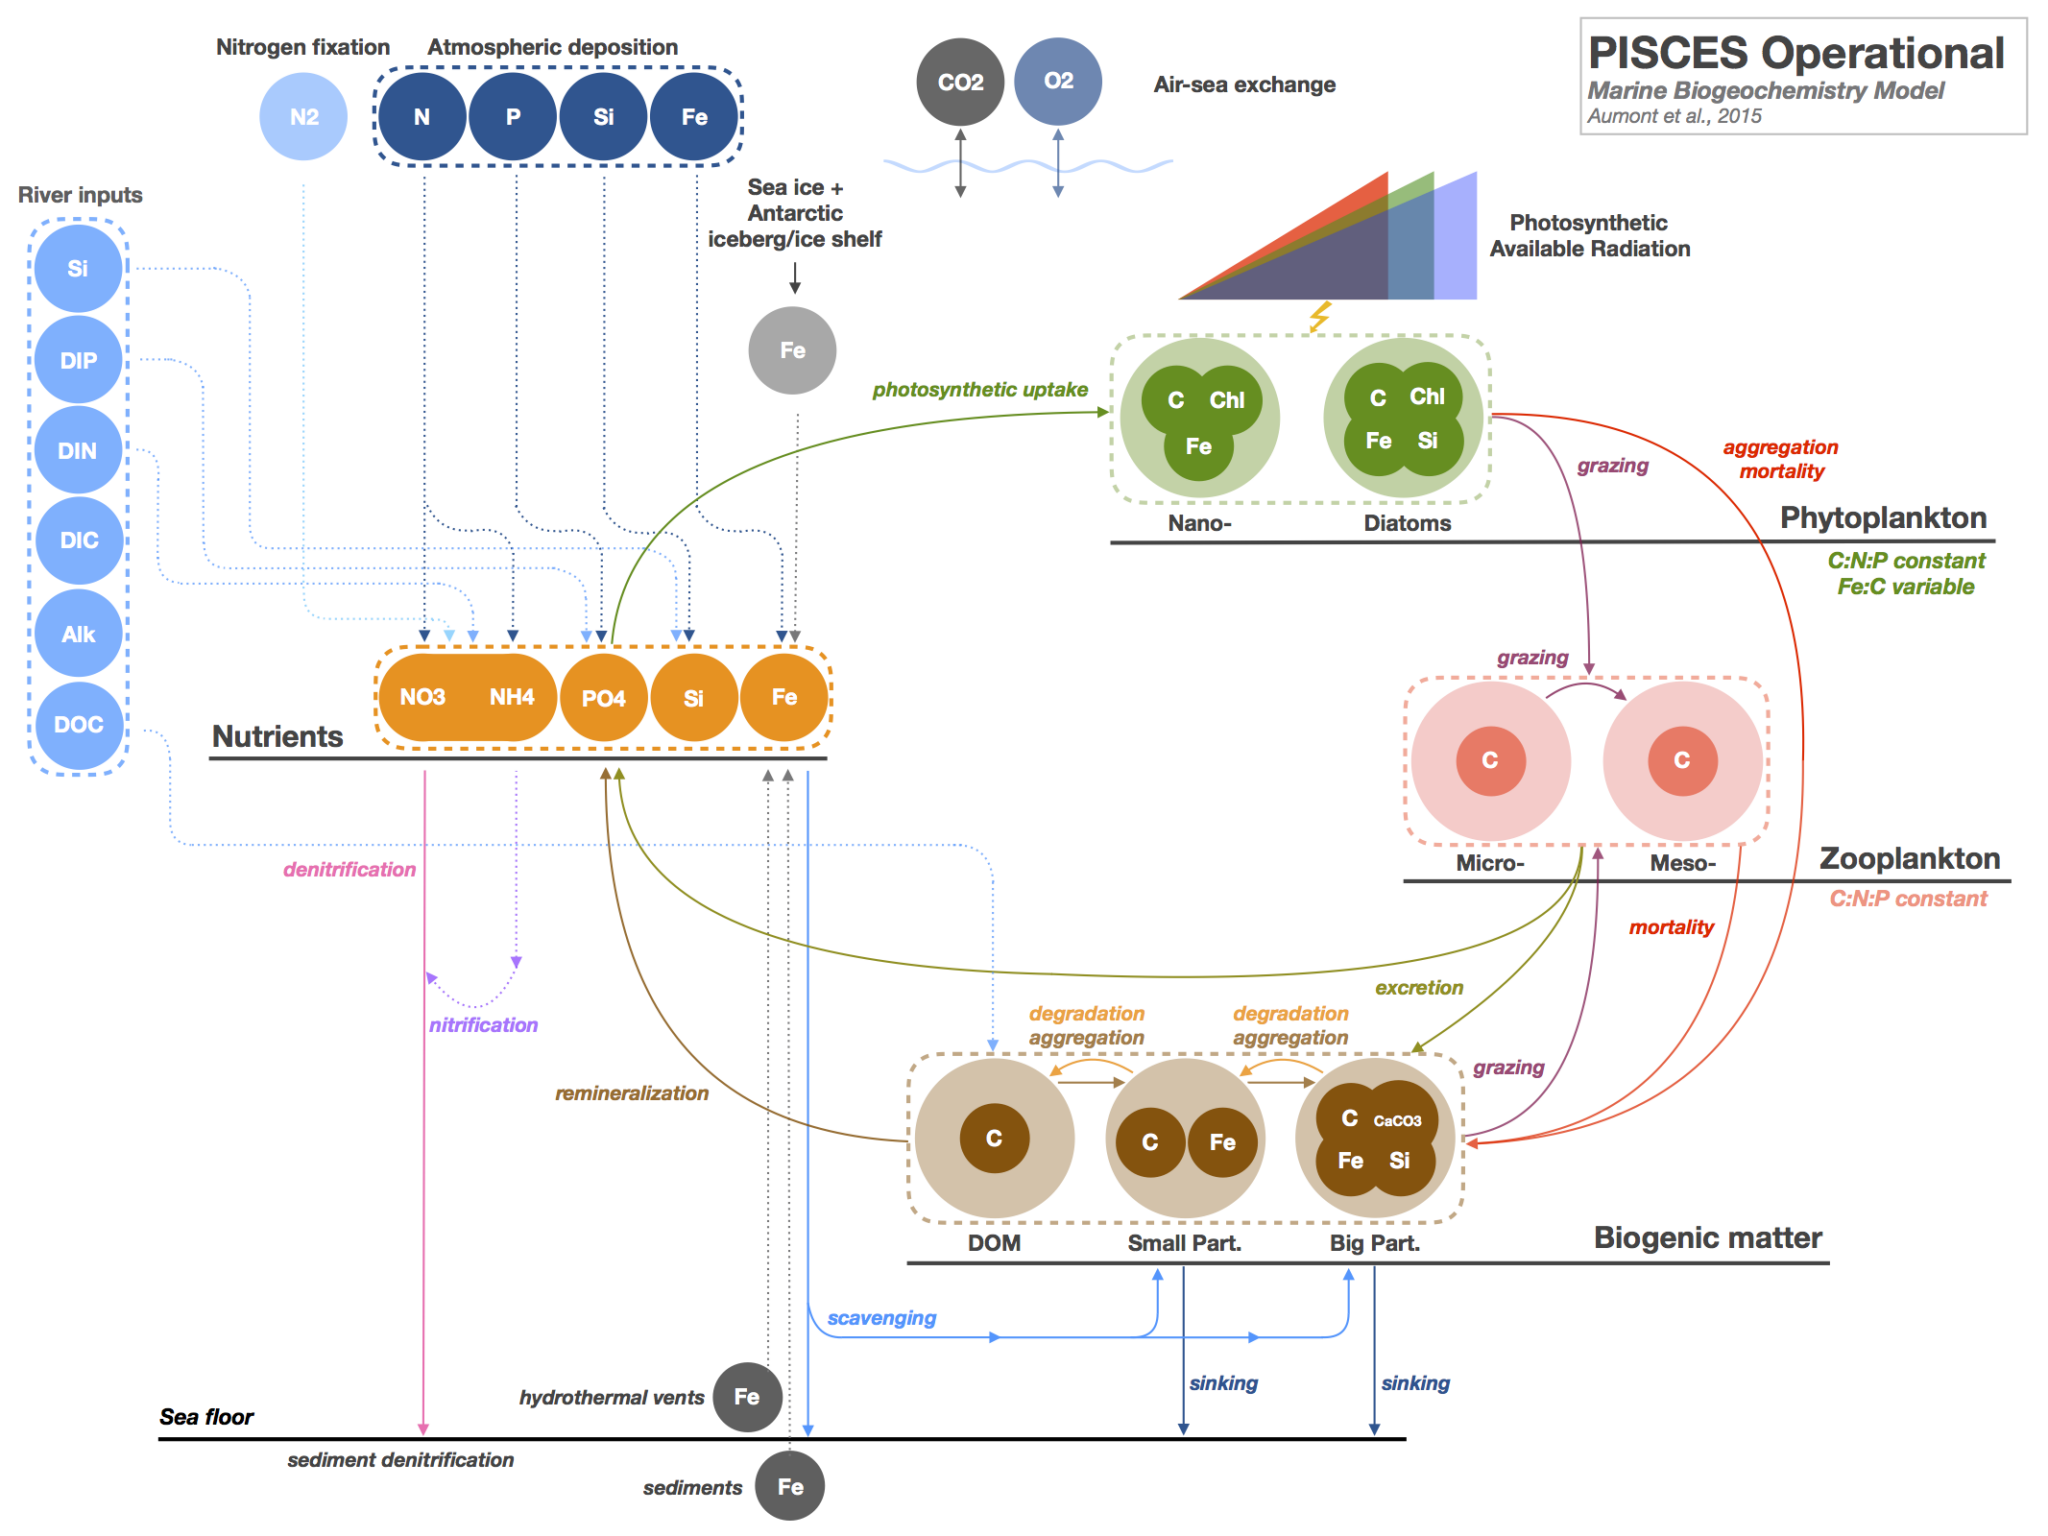 PISCES Operational
Marine Biogeochemistry Model
Aumont et al., 2015
Nitrogen fixation
N2
Atmospheric deposition
N
P
Si
Fe
CO2
O2
Air-sea exchange
River inputs
Si
DIP
DIN
DIC
Alk
DOC
Sea ice +
Antarctic
iceberg/ice shelf
Fe
Photosynthetic
Available Radiation
photosynthetic uptake
C
Chl
Fe
Nano-
C
Chl
Fe
Si
Diatoms
grazing
aggregation
mortality
Phytoplankton
C:N:P constant
Fe:C variable
NO3
NH4
PO4
Si
Fe
Nutrients
grazing
C
C
Micro-
Meso-
Zooplankton
C:N:P constant
denitrification
nitrification
remineralization
mortality
excretion
grazing
degradation
aggregation
degradation
aggregation
C
C
Fe
C
CaCO3
Fe
Si
DOM
Small Part.
Big Part.
Biogenic matter
scavenging
sinking
sinking
hydrothermal vents
Fe
Sea floor
sediment denitrification
sediments
Fe